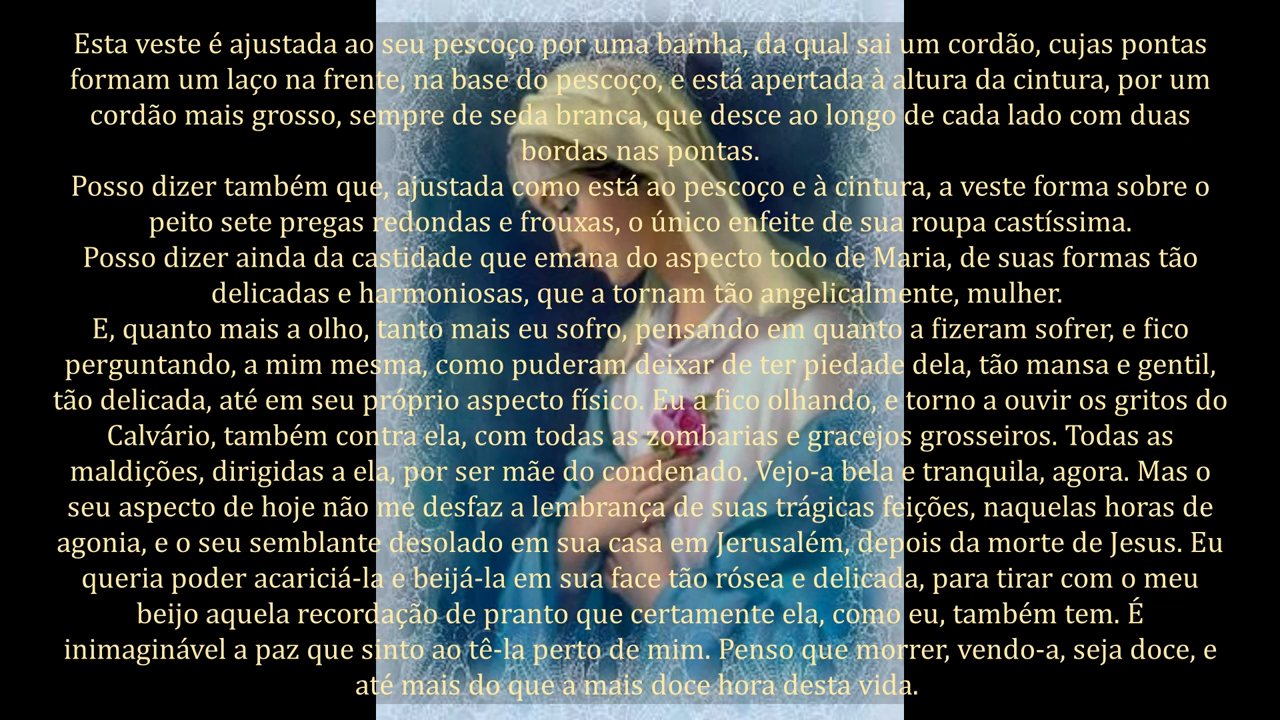 Esta veste é ajustada ao seu pescoço por uma bainha, da qual sai um cordão, cujas pontas
formam um laço na frente, na base do pescoço, e está apertada à altura da cintura, por um
cordão mais grosso, sempre de seda branca, que desce ao longo de cada lado com duas
bordas nas pontas.
Posso dizer também que, ajustada como está ao pescoço e à cintura, a veste forma sobre o
peito sete pregas redondas e frouxas, o único enfeite de sua roupa castíssima.
Posso dizer ainda da castidade que emana do aspecto todo de Maria, de suas formas tão
delicadas e harmoniosas, que a tornam tão angelicalmente, mulher.
E, quanto mais a olho, tanto mais eu sofro, pensando em quanto a fizeram sofrer, e fico
perguntando, a mim mesma, como puderam deixar de ter piedade dela, tão mansa e gentil,
tão delicada, até em seu próprio aspecto físico. Eu a fico olhando, e torno a ouvir os gritos do
Calvário, também contra ela, com todas as zombarias e gracejos grosseiros. Todas as
maldições, dirigidas a ela, por ser mãe do condenado. Vejo-a bela e tranquila, agora. Mas o
seu aspecto de hoje não me desfaz a lembrança de suas trágicas feições, naquelas horas de
agonia, e o seu semblante desolado em sua casa em Jerusalém, depois da morte de Jesus. Eu
queria poder acariciá-la e beijá-la em sua face tão rósea e delicada, para tirar com o meu
beijo aquela recordação de pranto que certamente ela, como eu, também tem. É
inimaginável a paz que sinto ao tê-la perto de mim. Penso que morrer, vendo-a, seja doce, e
até mais do que a mais doce hora desta vida.